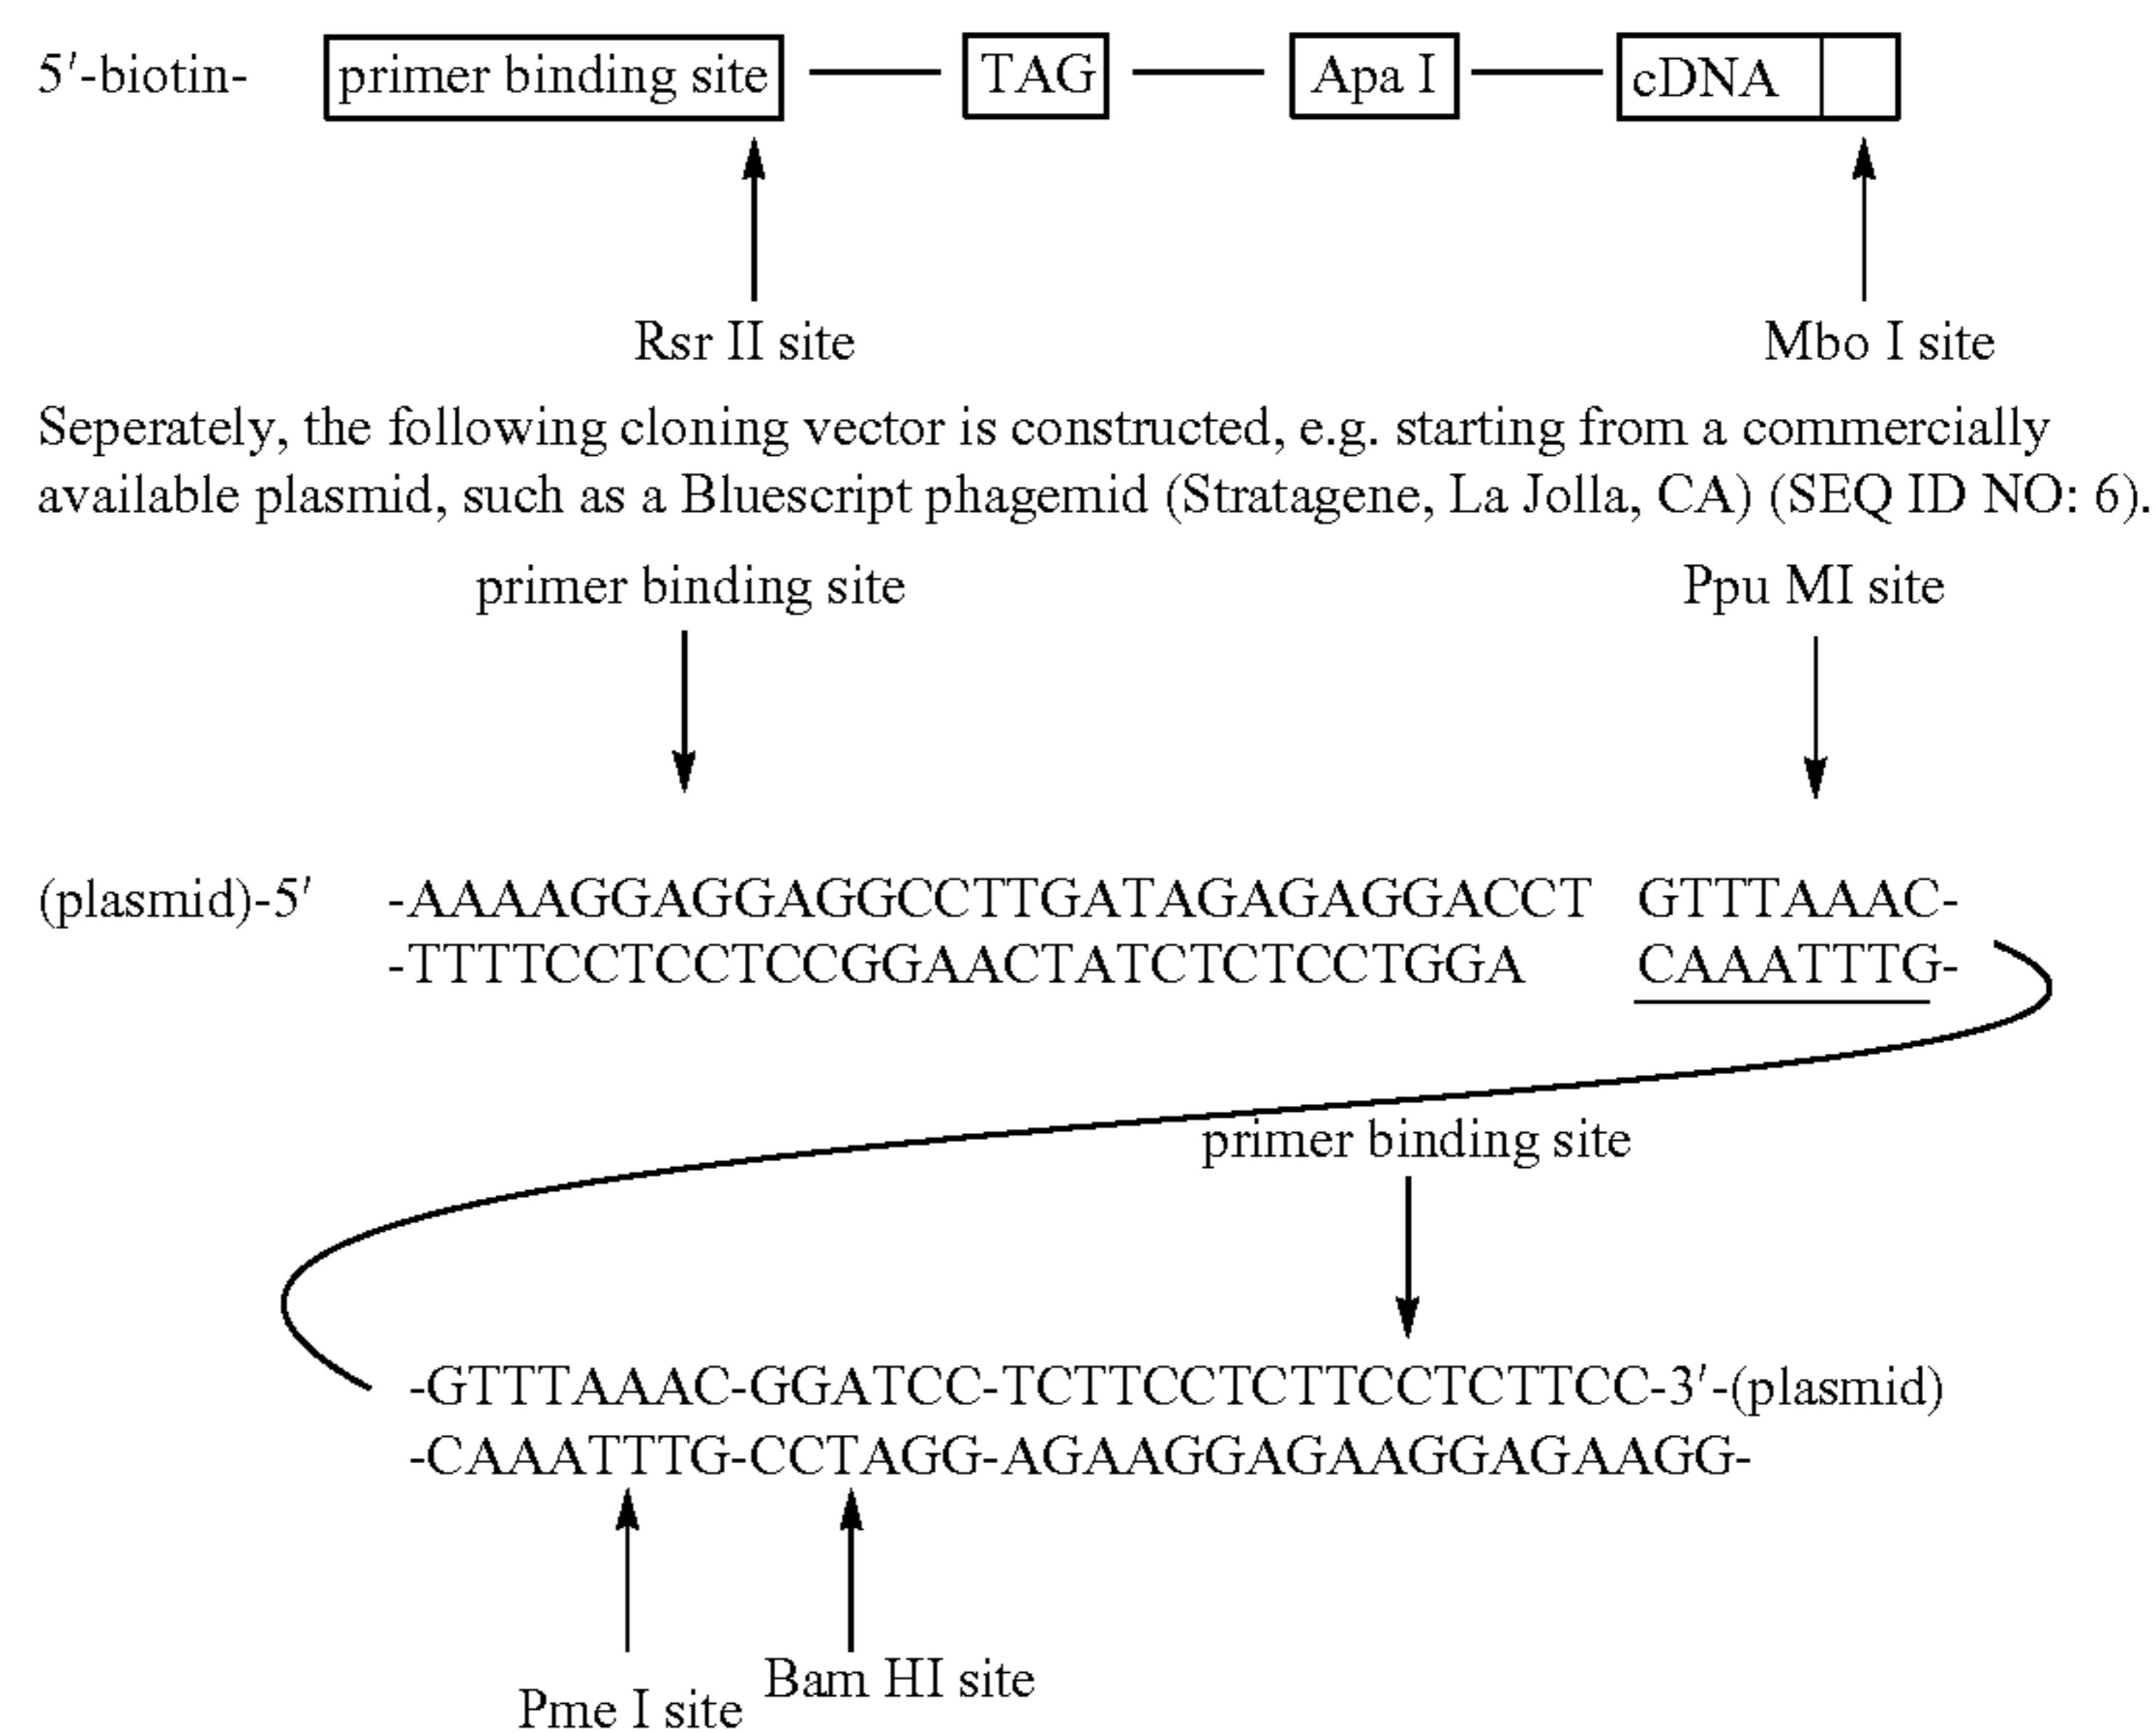 5′-biotin- primer binding site TAG Apa I cDNA
Rsr II site Mbo I site
Seperately, the following cloning vector is constructed, e.g. starting from a commercially
available plasmid, such as a Bluescript phagemid (Stratagene, La Jolla, CA) (SEQ ID NO: 6).
primer binding site Ppu MI site
(plasmid)-5′ -AAAAGGAGGAGGCCTTGATAGAGAGGACCT GTTTAAAC-
-TTTTCCTCCTCCGGAACTATCTCTCCTGGA CAAATTTG-
primer binding site
-GTTTAAAC-GGATCC-TCTTCCTCTTCCTCTTCC-3′-(plasmid)
-CAAATTTG-CCTAGG-AGAAGGAGAAGGAGAAGG-
Bam HI site
Pme I site